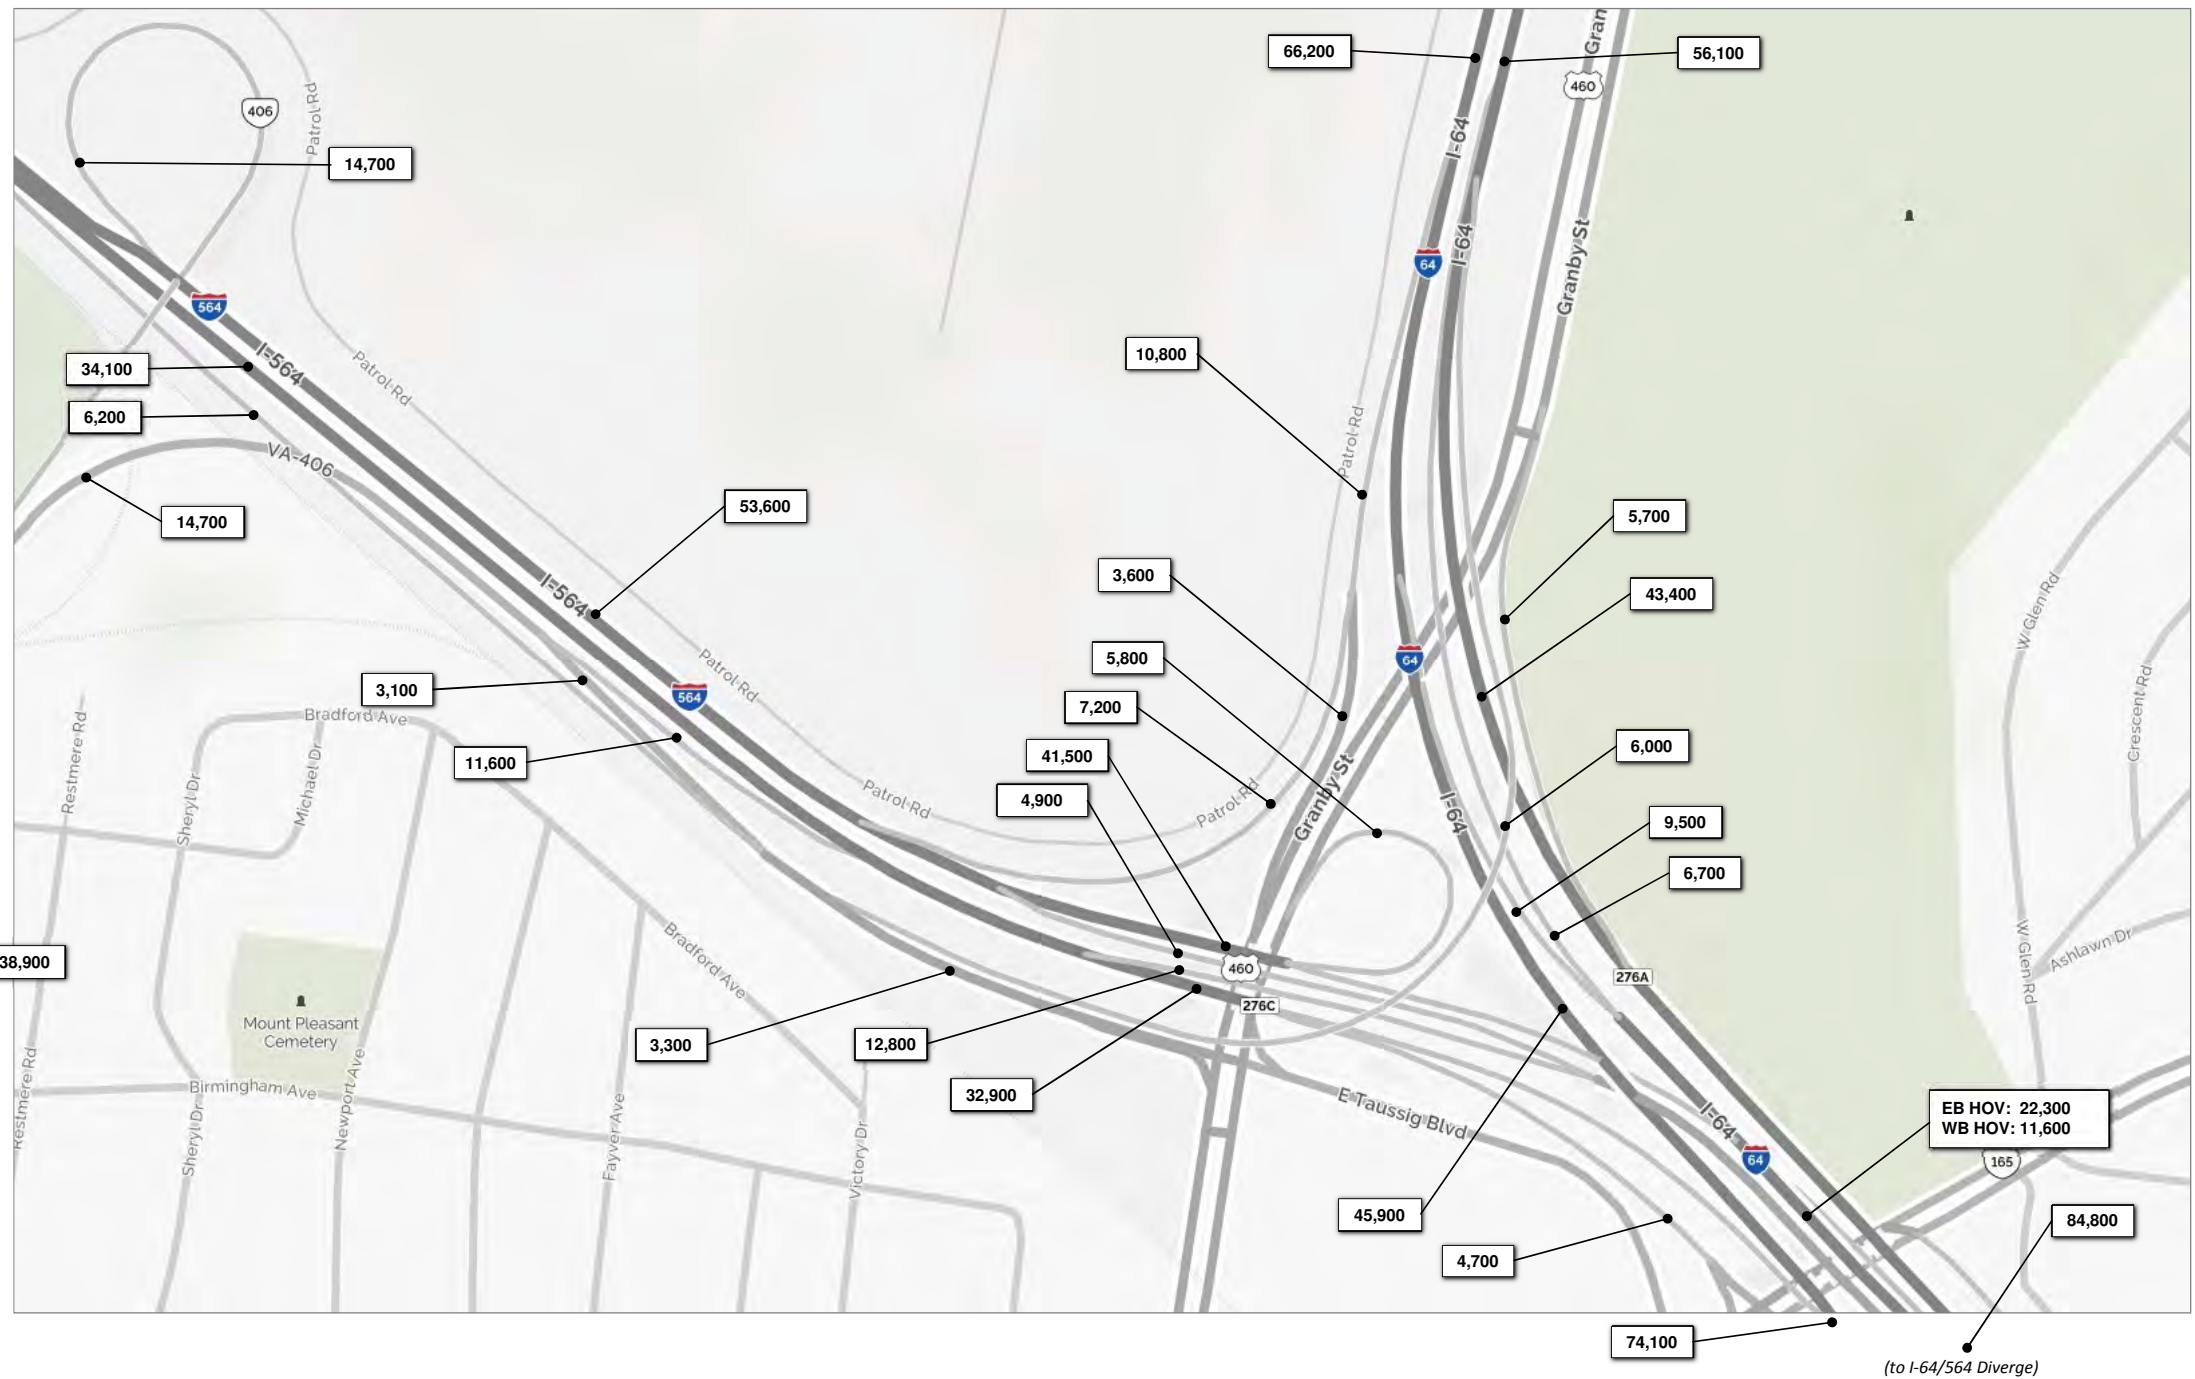 66,200
56,100
Gran
460
406
Patrol Rd
I-64
14,700
I-64
64
Granby St
564
I-564
34,100
Patrol Rd
10,800
6,200
Patrol Rd
VA-406
14,700
53,600
5,700
I-564
3,600
43,400
W Glen Rd
5,800
64
3,100
Patrol Rd
564
Bradford Ave
7,200
Crescent Rd
Restmere Rd
Michael Dr
11,600
41,500
6,000
Sheryl Dr
4,900
Patrol Rd
Patrol Rd
Granby St
I-64
9,500
6,700
38,900
Bradford Ave
460
276A
W Glen Rd
Ashlawn Dr
276C
Mount Pleasant
Cemetery
3,300
12,800
32,900
Restmere Rd
Birmingham Ave
Sheryl Dr
Newport Ave
Fayver Ave
Victory Dr
E Taussig Blvd
I-64
64
EB HOV: 22,300
WB HOV: 11,600
165
45,900
4,700
84,800
74,100
(to I-64/564 Diverge)